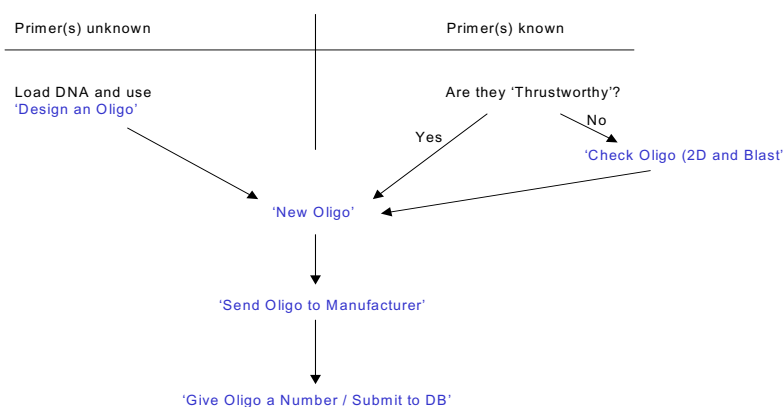 Primer(s) unknown
Primer(s) known
Load DNA and use
‘Design an Oligo’
Are they ‘Thrustworthy’?
Yes
No
‘Check Oligo (2D and Blast’
‘New Oligo’
‘Send Oligo to Manufacturer’
‘Give Oligo a Number / Submit to DB’